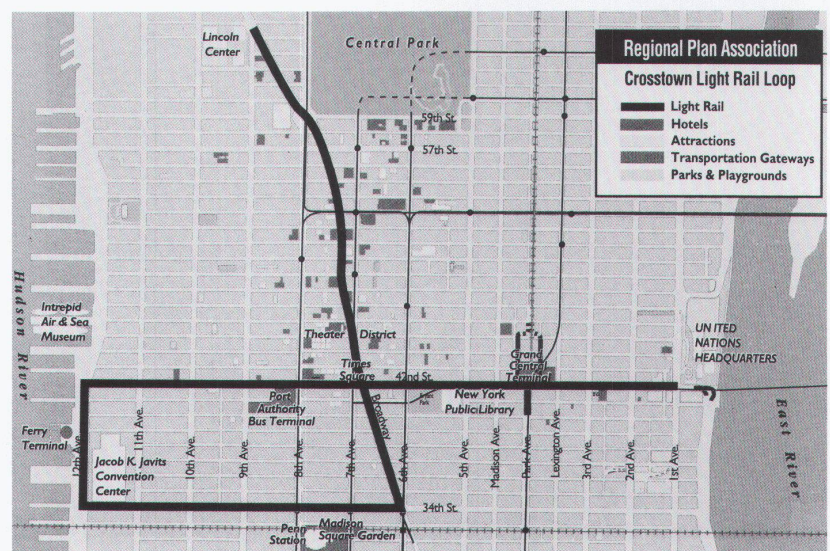 Lincoln
Center
Central Park
Regional Plan Association
Crosstown Light Rail Loop
Light Rail
Hotels
Attractions
Transportation Gateways
Parks & Playgrounds
59th St.
57th St.
Hudson River
Intrepid
Air & Sea
Museum
Theater District
Times
Square
42nd St.
Grand
Central
Terminal
UNITED
NATIONS
HEADQUARTERS
Port
Authority
Bus Terminal
Broadway
New York
Public Library
Ferry
Terminal
12th Ave.
11th Ave.
10th Ave.
9th Ave.
8th Ave.
7th Ave.
6th Ave.
5th Ave.
Madison Ave.
Park Ave.
Lexington Ave.
3rd Ave.
2nd Ave.
1st Ave.
East River
Jacob K. Javits
Convention
Center
34th St.
Penn
Station
Madison
Square Garden